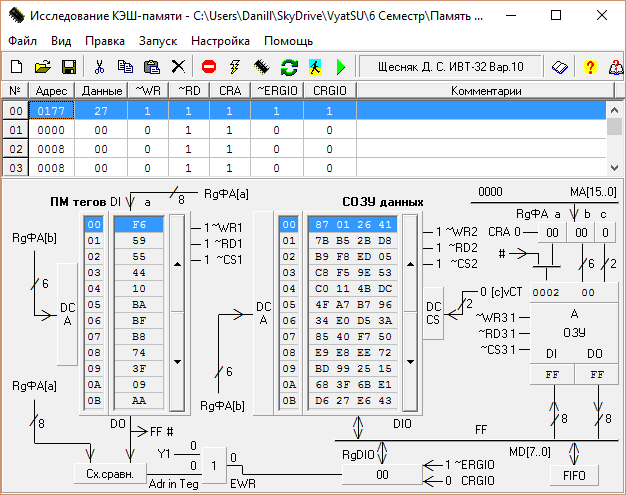 Исследование КЭШ-памяти - C:\Users\Danill\SkyDrive\VyatSU\6 Семестр\Память ...
Файл Вид Правка Запуск Настройка Помощь
Щесняк Д. С. ИВТ-32 Вар.10
№ Адрес Данные ~WR ~RD CRA ~ERGIO CRGIO Комментарии
00 0177 27 1 1 1 1 1
01 0000 00 0 1 1 0 0
02 0008 00 0 1 1 0 0
03 0008 00 0 1 1 0 0
ПМ тегов DI a
8
RgФА[a]
СОЗУ данных
0000 MA[15..0]
RgФА a b c
CRA 0 00 00 0
#
6 2
RgФА[b]
6
DC
A
00 F6
01 59
02 55
03 44
04 10
05 BA
06 BF
07 B8
08 74
09 3F
0A 09
0B AA
1 ~WR1
1 ~RD1
1 ~CS1
DC
A
6
RgФА[b]
00 87 01 26 41
01 7B B5 2B D8
02 B9 F8 ED 05
03 C8 F5 9E 53
04 C0 11 4B DC
05 4F A7 B7 96
06 34 E0 D5 3A
07 85 40 F7 50
08 E9 E8 EE 72
09 BD 99 25 15
0A 68 3F 6B E1
0B D6 27 E6 43
1 ~WR2
1 ~RD2
1 ~CS2
DC
CS
2
0 [c]vCT
0002 00
A
ОЗУ
DI DO
FF FF
~WR3 1
~RD3 1
~CS3 1
8 8
RgФА[a]
8
DO
FF #
DIO
FF
MD[7..0]
Сх.сравн.
Y1 0
0
Adr in Teg
1
0
EWR
RgDIO
00
1 ~ERGIO
0 CRGIO
FIFO